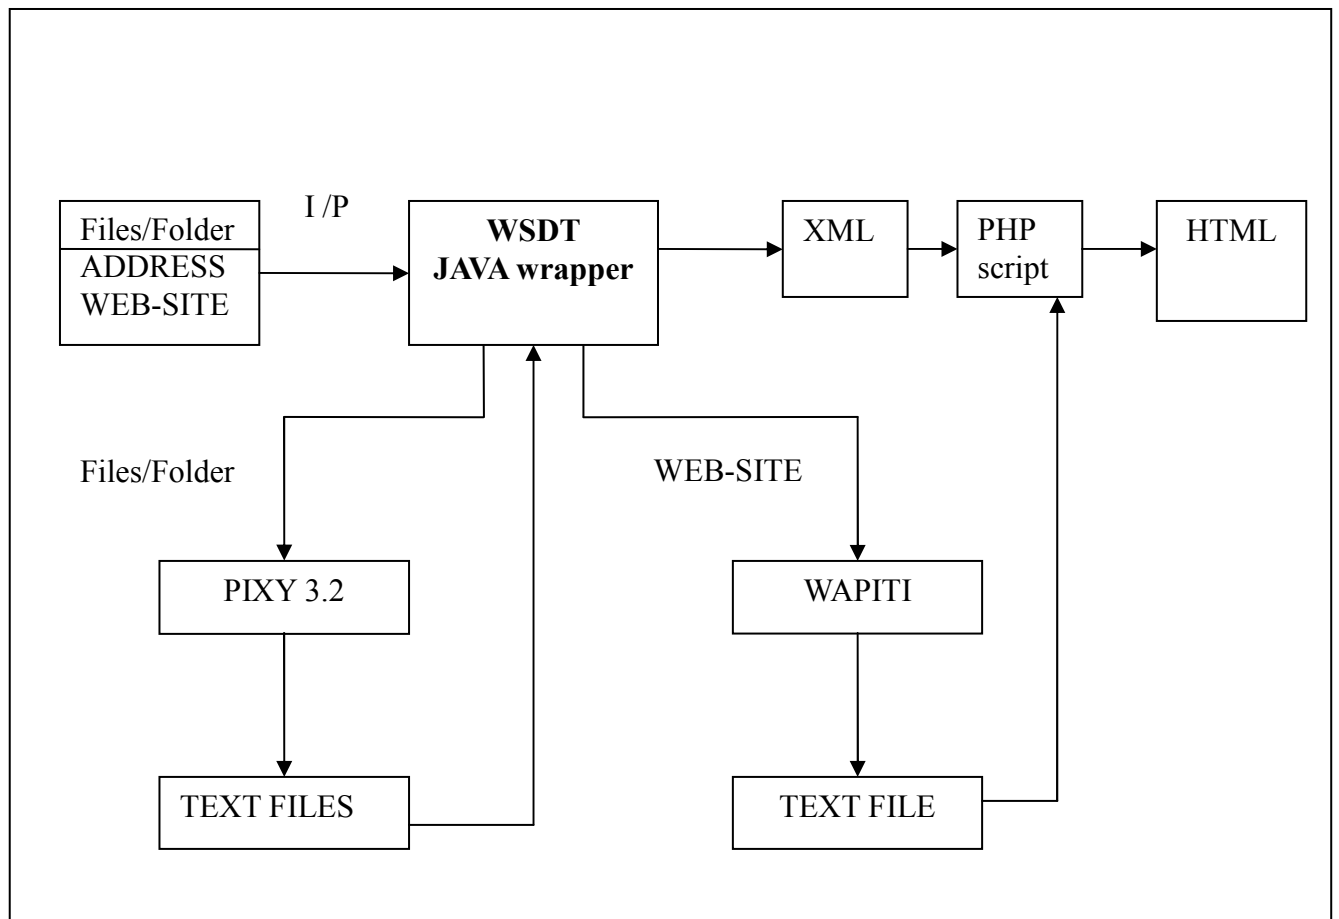 I /P
Files/Folder
ADDRESS
WEB-SITE
WSDT
JAVA wrapper
XML
PHP
script
HTML
Files/Folder
WEB-SITE
PIXY 3.2
WAPITI
TEXT FILES
TEXT FILE